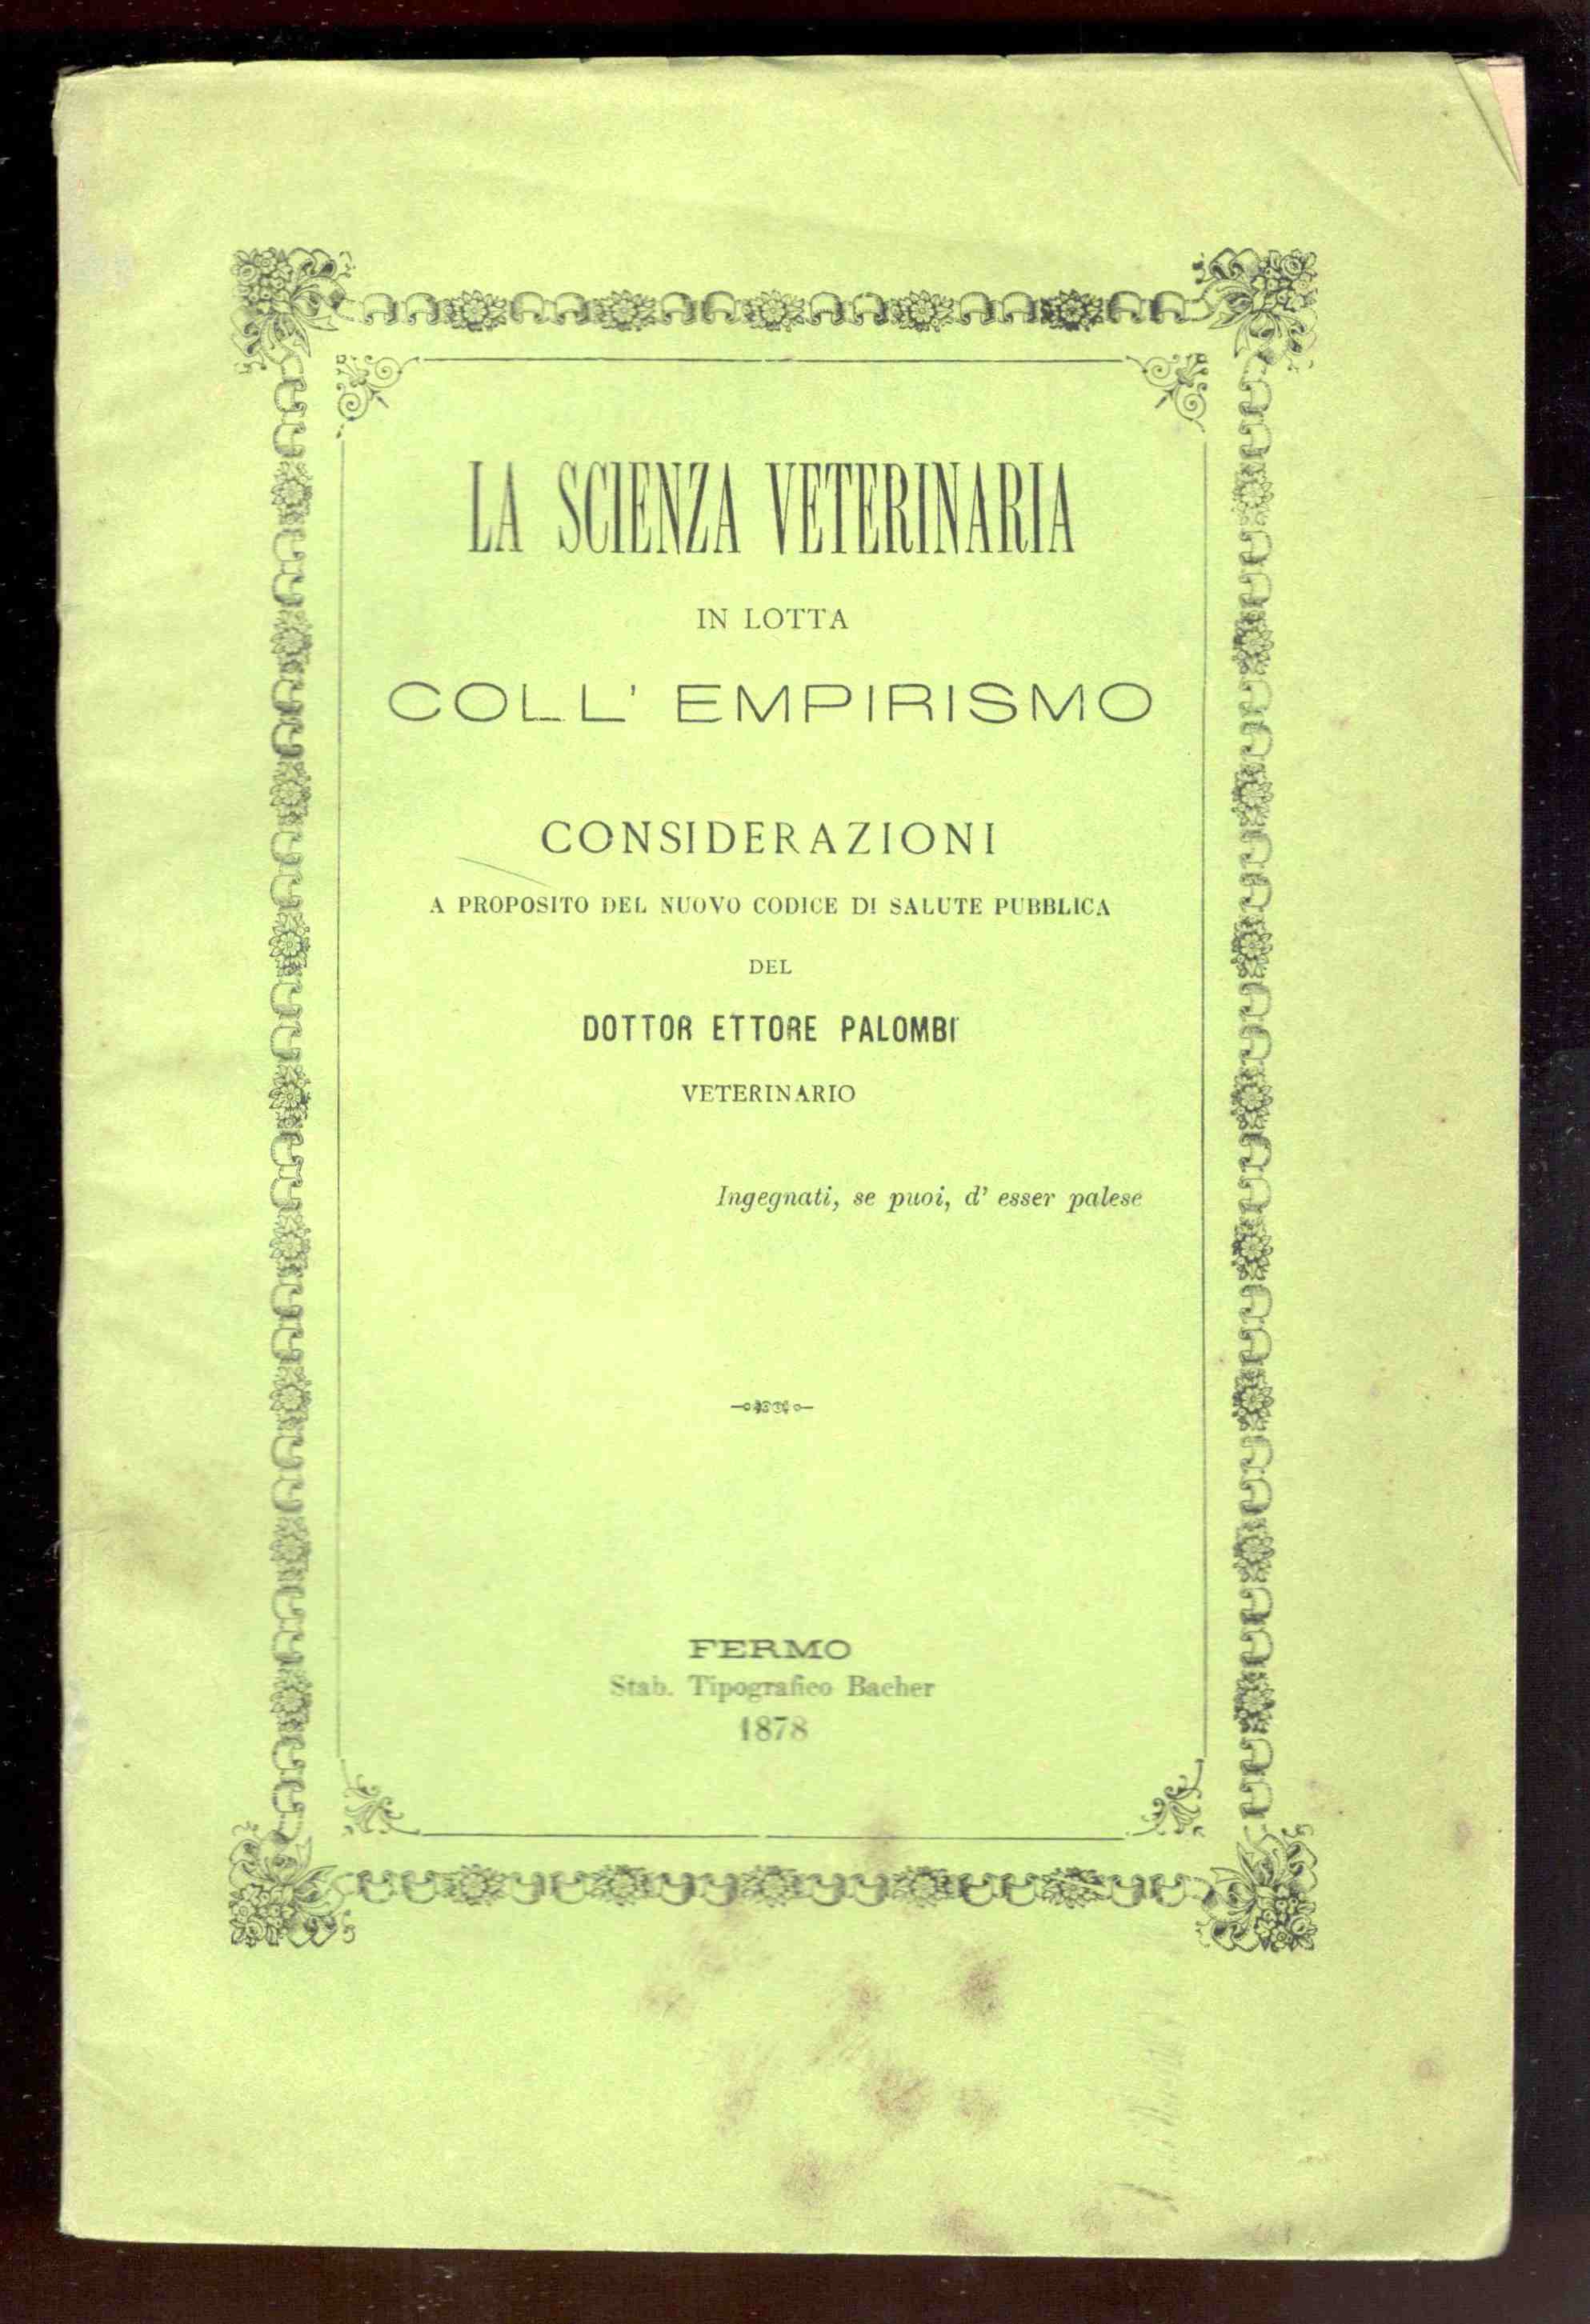 LA SCIENZA VETERINARIA
IN LOTTA
COLL' EMPIRISMO
CONSIDERAZIONI
A PROPOSITO DEL NUOVO CODICE DI SALUTE PUBBLICA
DEL
DOTTOR ETTORE PALOMBI
VETERINARIO
Ingegnati, se puoi, d' esser palese
FERMO
Stab. Tipografico Bacher
1878